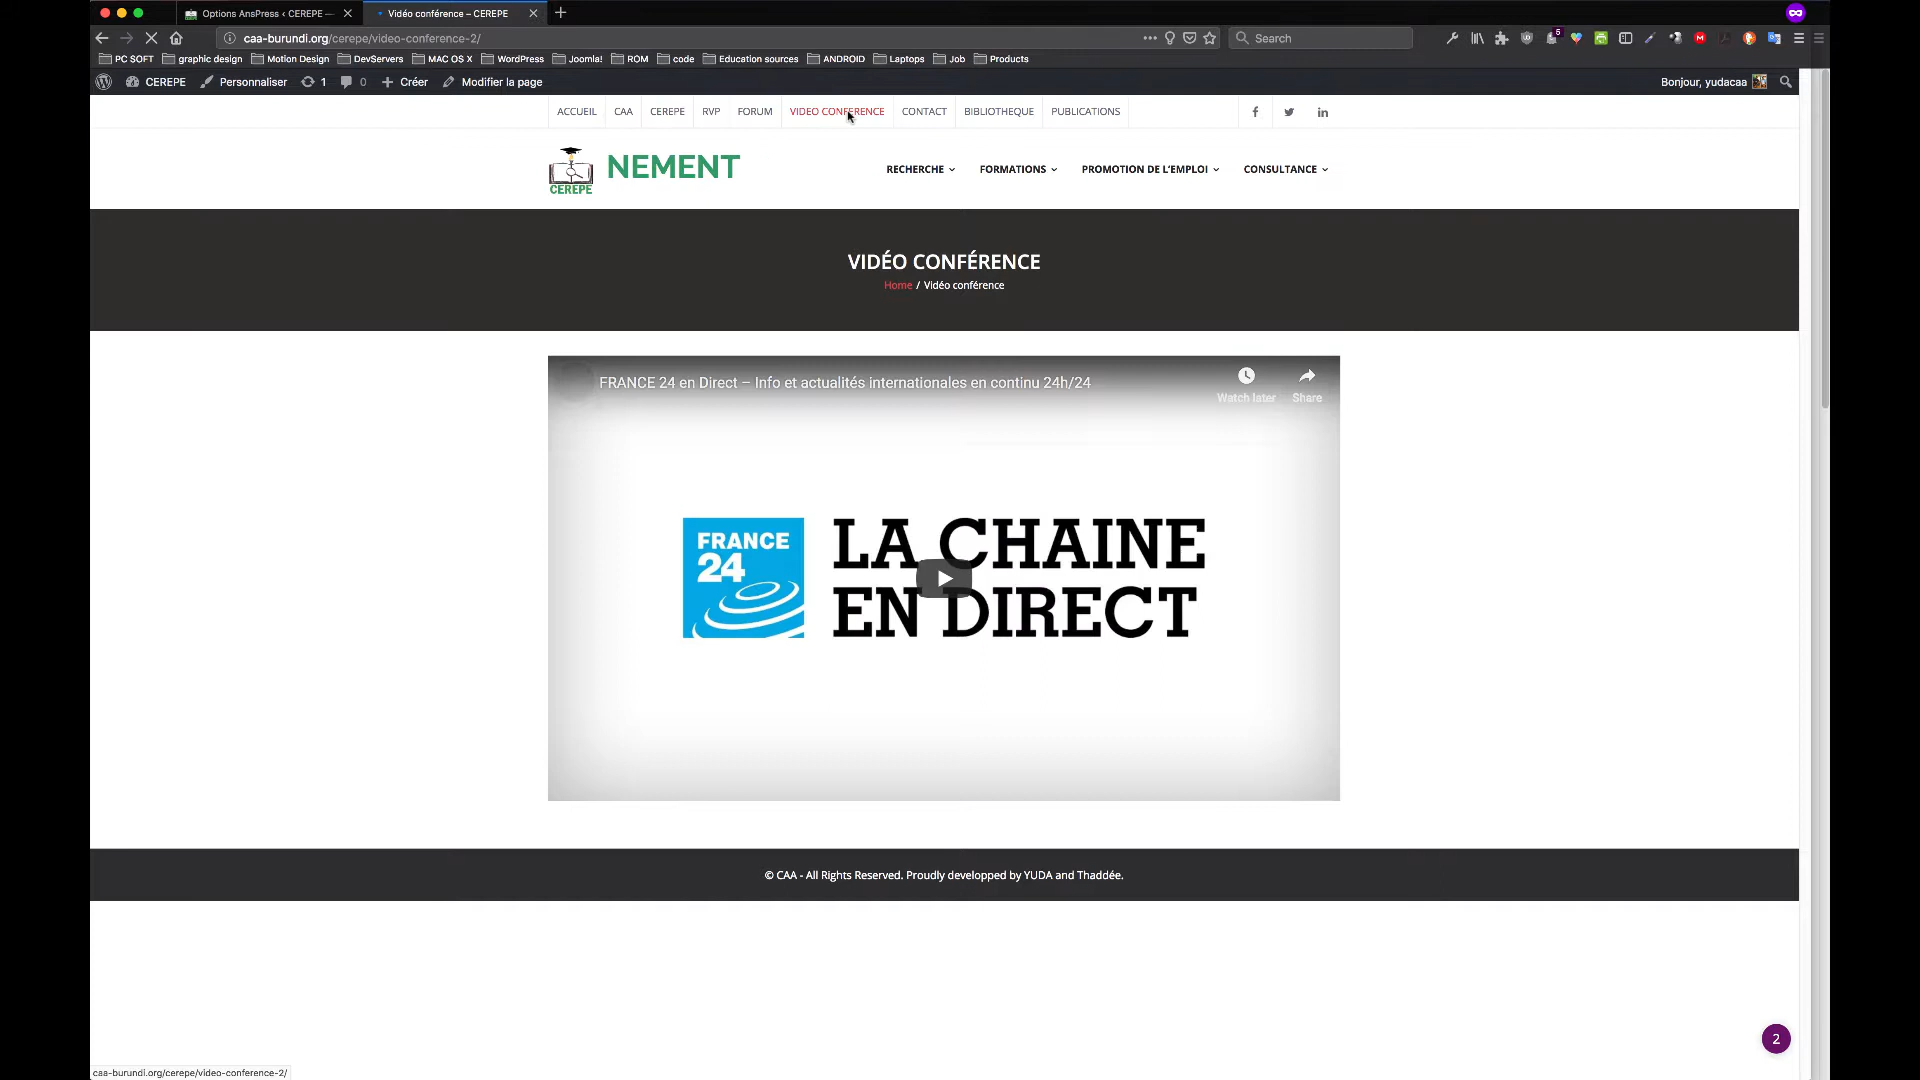 Options AnsPress ‹ CEREPE —
Vidéo conférence – CEREPE
caa-burundi.org/cerepe/video-conference-2/
Search
5
PC SOFT graphic design Motion Design DevServers MAC OS X WordPress Joomla! ROM code Education sources ANDROID Laptops Job Products
CEREPE Personnaliser 1 0 Créer Modifier la page Bonjour, yudacaa
ACCUEIL CAA CEREPE RVP FORUM VIDEO CONFERENCE CONTACT BIBLIOTHEQUE PUBLICATIONS
CEREPE
NEMENT
RECHERCHE FORMATIONS PROMOTION DE L'EMPLOI CONSULTANCE
VIDÉO CONFÉRENCE
Home / Vidéo conférence
FRANCE 24 en Direct – Info et actualités internationales en continu 24h/24
Watch later Share
FRANCE
24
LA CHAINE
EN DIRECT
© CAA - All Rights Reserved. Proudly developped by YUDA and Thaddée.
2
caa-burundi.org/cerepe/video-conference-2/